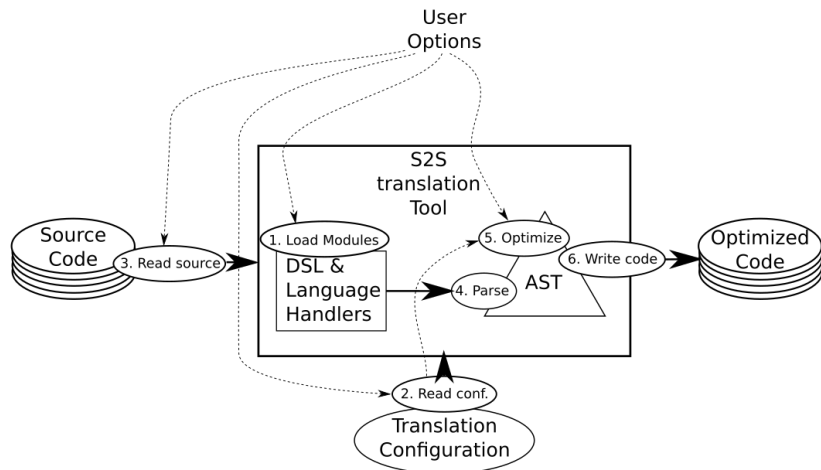 User
Options
S2S
translation
Tool
Source
Code
3. Read source
1. Load Modules
DSL &
Language
Handlers
4. Parse
5. Optimize
AST
6. Write code
Optimized
Code
2. Read conf.
Translation
Configuration